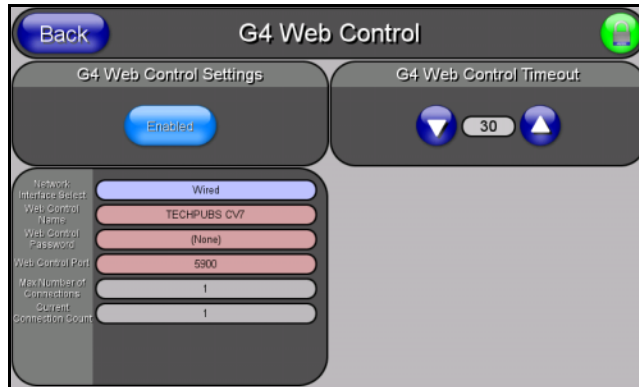 Back
G4 Web Control
G4 Web Control Settings
Enabled
G4 Web Control Timeout
30
Network
Interface Select
Wired
Web Control
Name
TECHPUBS CV7
Web Control
Password
(None)
Web Control Port
5900
Max Number of
Connections
1
Current
Connection Count
1